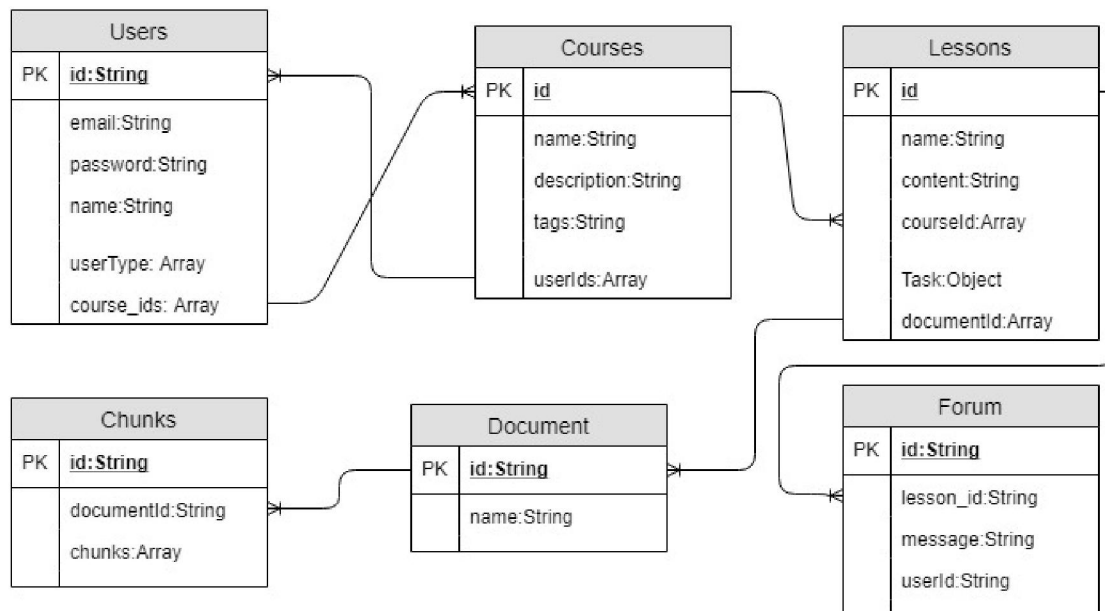 Users
PK id:String
email:String
password:String
name:String
userType: Array
course_ids: Array
Courses
PK id
name:String
description:String
tags:String
userIds:Array
Lessons
PK id
name:String
content:String
courseId:Array
Task:Object
documentId:Array
Chunks
PK id:String
documentId:String
chunks:Array
Document
PK id:String
name:String
Forum
PK id:String
lesson_id:String
message:String
userId:String